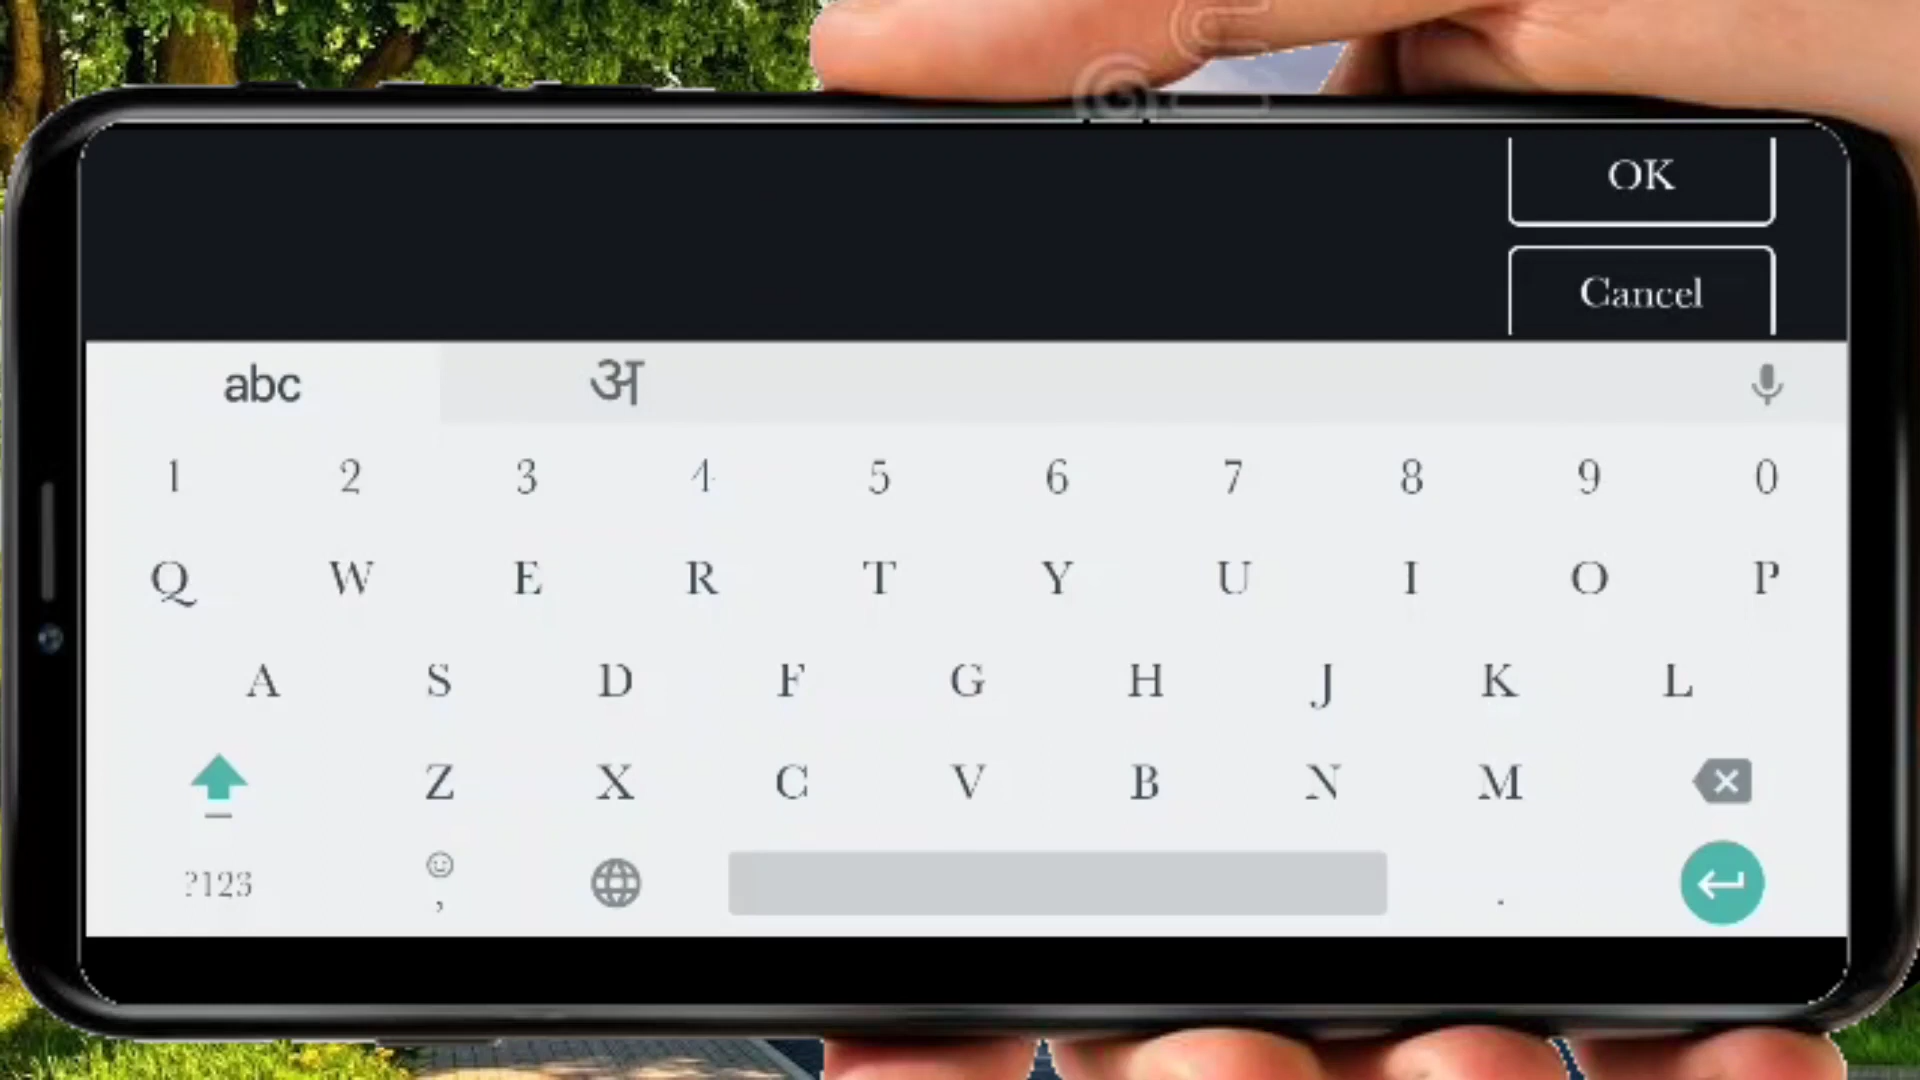 OK
Cancel
abc अ
1 2 3 4 5 6 7 8 9 0
Q W E R T Y U I O P
A S D F G H J K L
Z X C V B N M
?123 , .